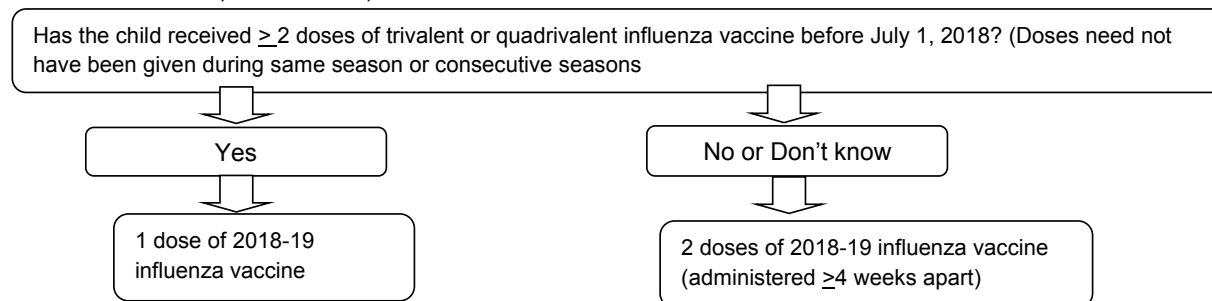 Has the child received ≥ 2 doses of trivalent or quadrivalent influenza vaccine before July 1, 2018? (Doses need not
have been given during same season or consecutive seasons
Yes
No or Don't know
1 dose of 2018-19
influenza vaccine
2 doses of 2018-19 influenza vaccine
(administered ≥4 weeks apart)